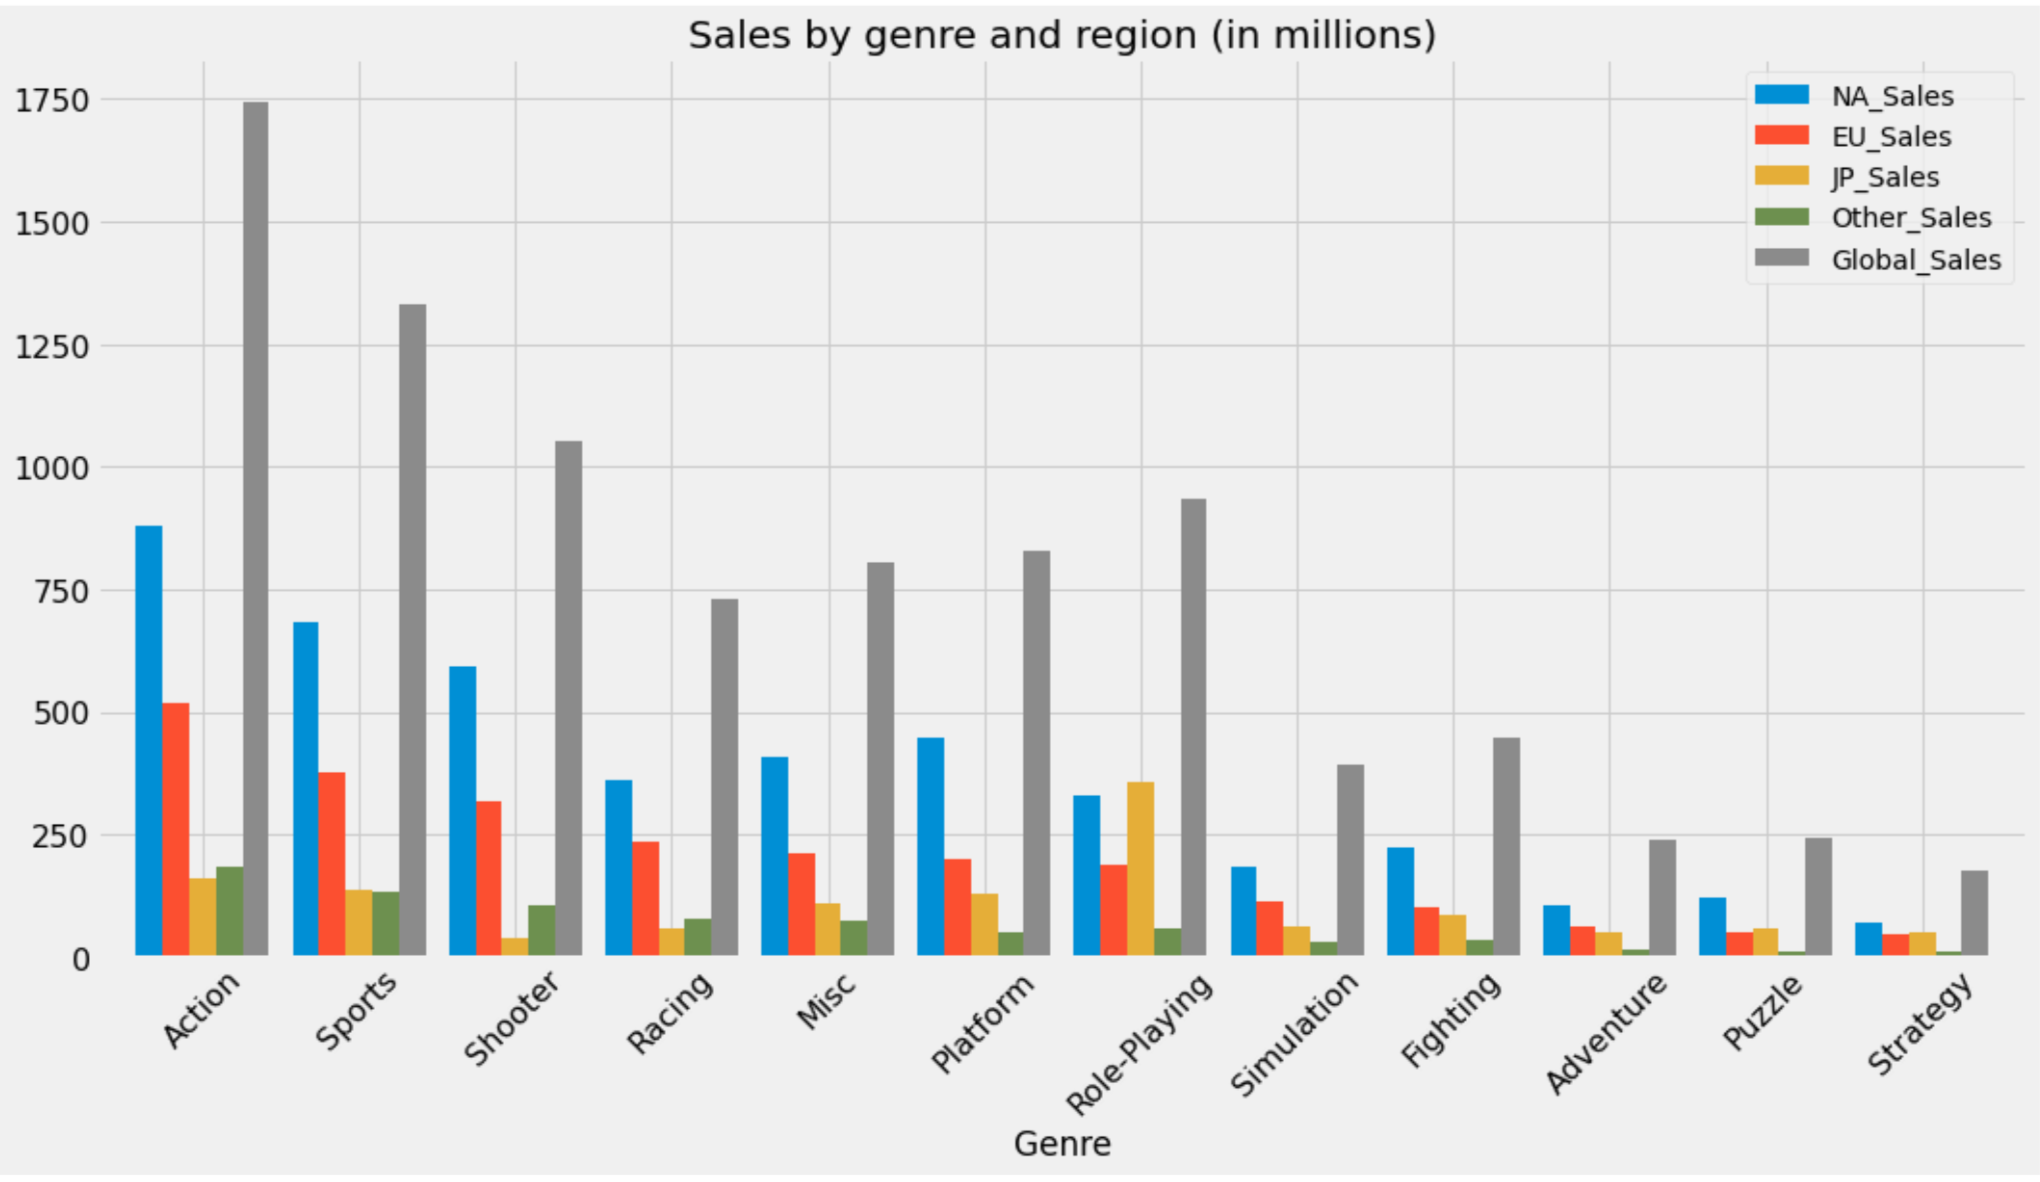 Sales by genre and region (in millions)
1750
1500
1250
1000
750
500
250
0
NA_Sales
EU_Sales
JP_Sales
Other_Sales
Global_Sales
Action
Sports
Shooter
Racing
Misc
Platform
Role-Playing
Simulation
Fighting
Adventure
Puzzle
Strategy
Genre